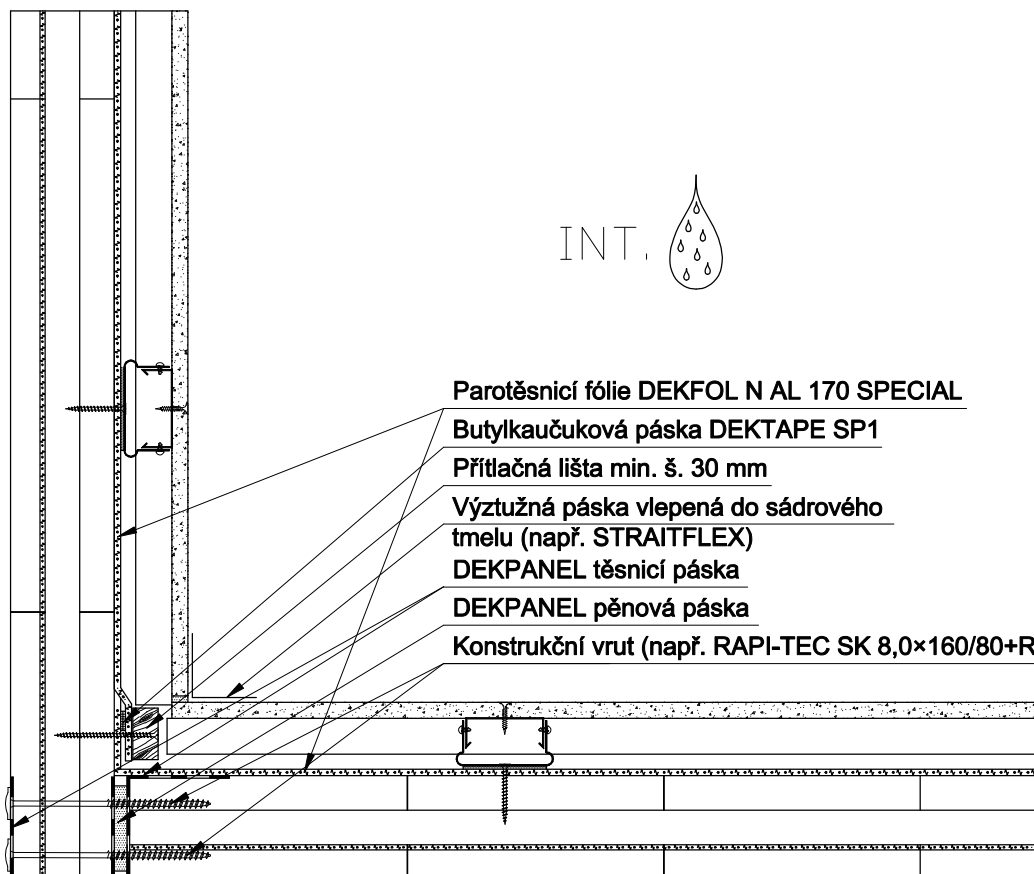 INT.
Parotěsnicí fólie DEKFOL N AL 170 SPECIAL
Butylkaučuková páska DEKTAPE SP1
Přítlačná lišta min. š. 30 mm
Výztužná páska vlepená do sádrového
tmelu (např. STRAITFLEX)
DEKPANEL těsnicí páska
DEKPANEL pěnová páska
Konstrukční vrut (např. RAPI-TEC SK 8,0×160/80+R